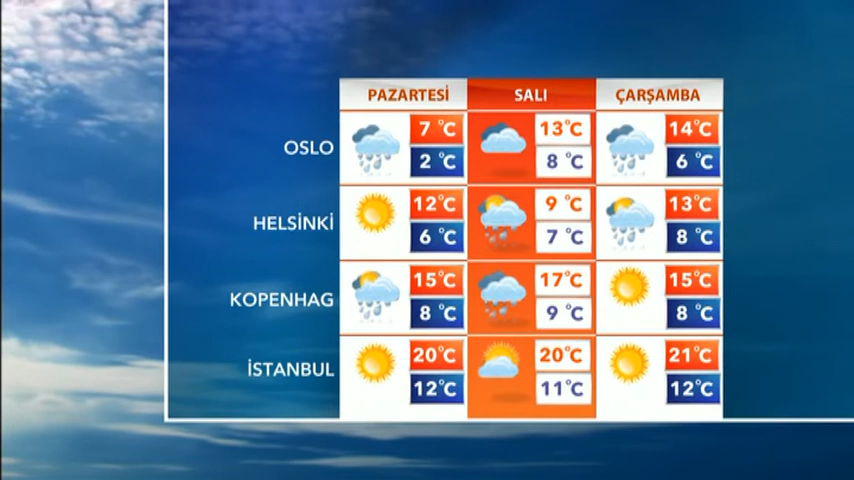 PAZARTESİ SALI ÇARŞAMBA
OSLO 7 °C 13°C 14°C
2 °C 8 °C 6 °C
HELSİNKİ 12°C 9 °C 13°C
6 °C 7 °C 8 °C
KOPENHAG 15°C 17°C 15°C
8 °C 9 °C 8 °C
İSTANBUL 20°C 20°C 21°C
12°C 11°C 12°C